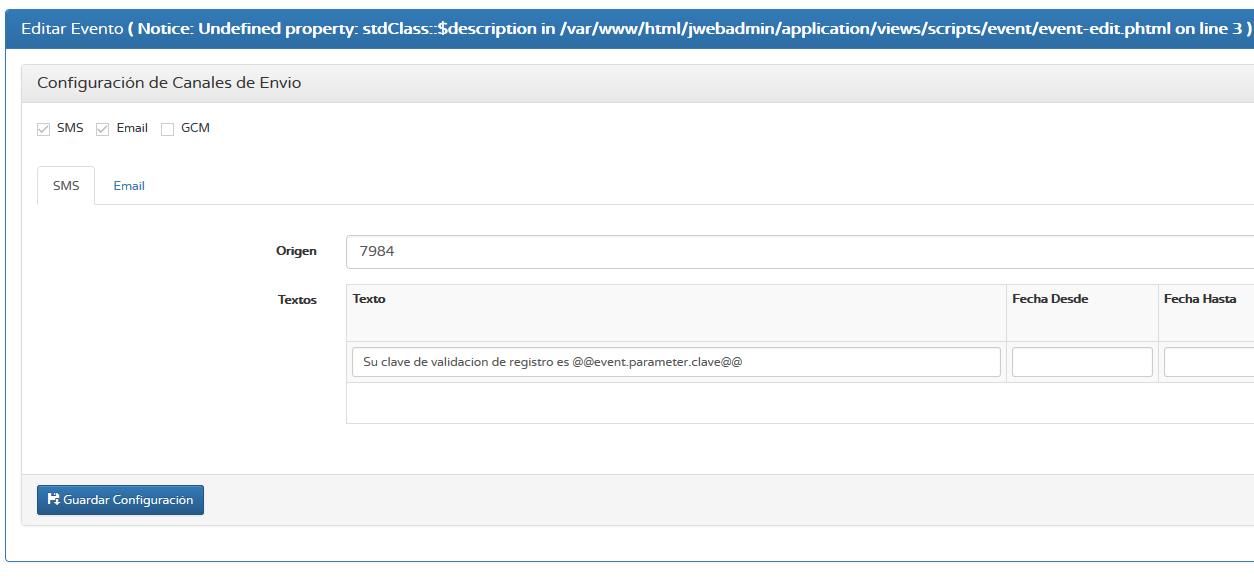 Editar Evento ( Notice: Undefined property: stdClass::$description in /var/www/html/jwebadmin/application/views/scripts/event/event-edit.phtml on line 3 )
Configuración de Canales de Envio
SMS Email GCM
SMS Email
Origen 7984
Textos Texto Fecha Desde Fecha Hasta
Su clave de validacion de registro es @@event.parameter.clave@@
Guardar Configuración